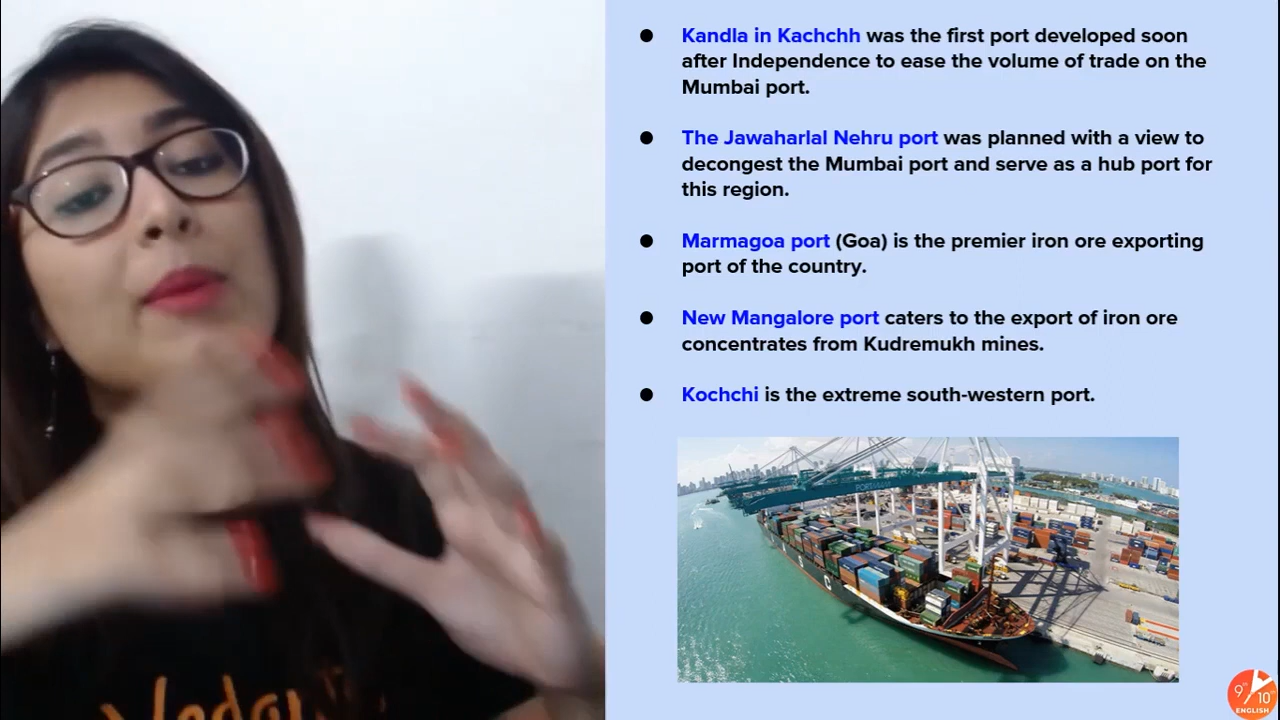 Kandla in Kachchh was the first port developed soon
after Independence to ease the volume of trade on the
Mumbai port.
The Jawaharlal Nehru port was planned with a view to
decongest the Mumbai port and serve as a hub port for
this region.
Marmagoa port (Goa) is the premier iron ore exporting
port of the country.
New Mangalore port caters to the export of iron ore
concentrates from Kudremukh mines.
Kochchi is the extreme south-western port.
9th
10th
ENGLISH